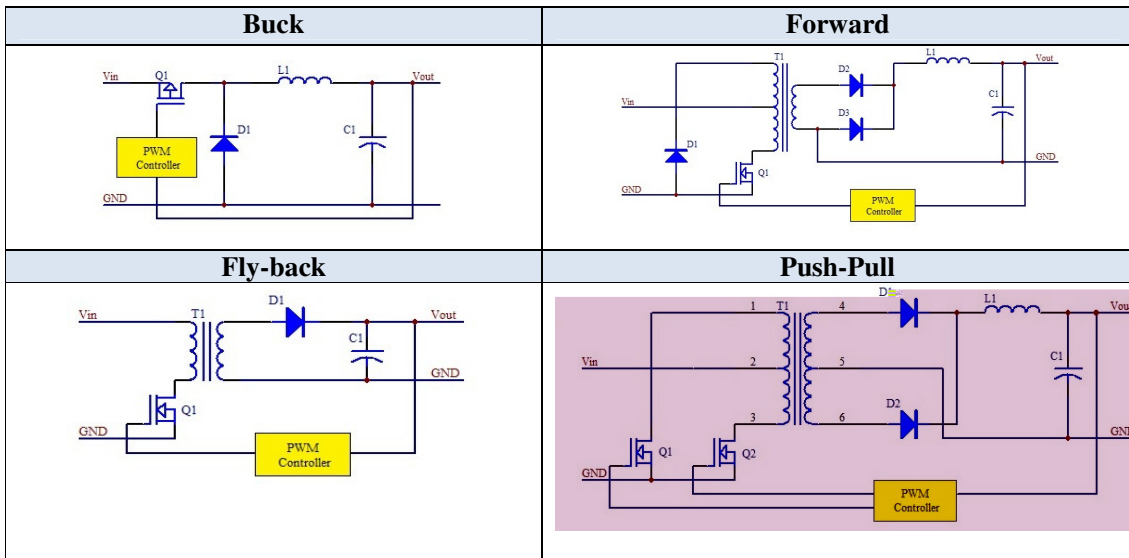 Buck
Q1
Vin
L1
Vout
D1
C1
PWM
Controller
GND
Forward
T1
L1
Vout
D2
C1
Vin
D3
D1
Q1
GND
GND
PWM
Controller
Fly-back
D1
Vin
T1
Vout
C1
GND
Q1
GND
PWM
Controller
Push-Pull
1
T1
4
L1
Vout
C1
Vin
2
5
D2
3
6
GND
Q1
Q2
GND
PWM
Controller